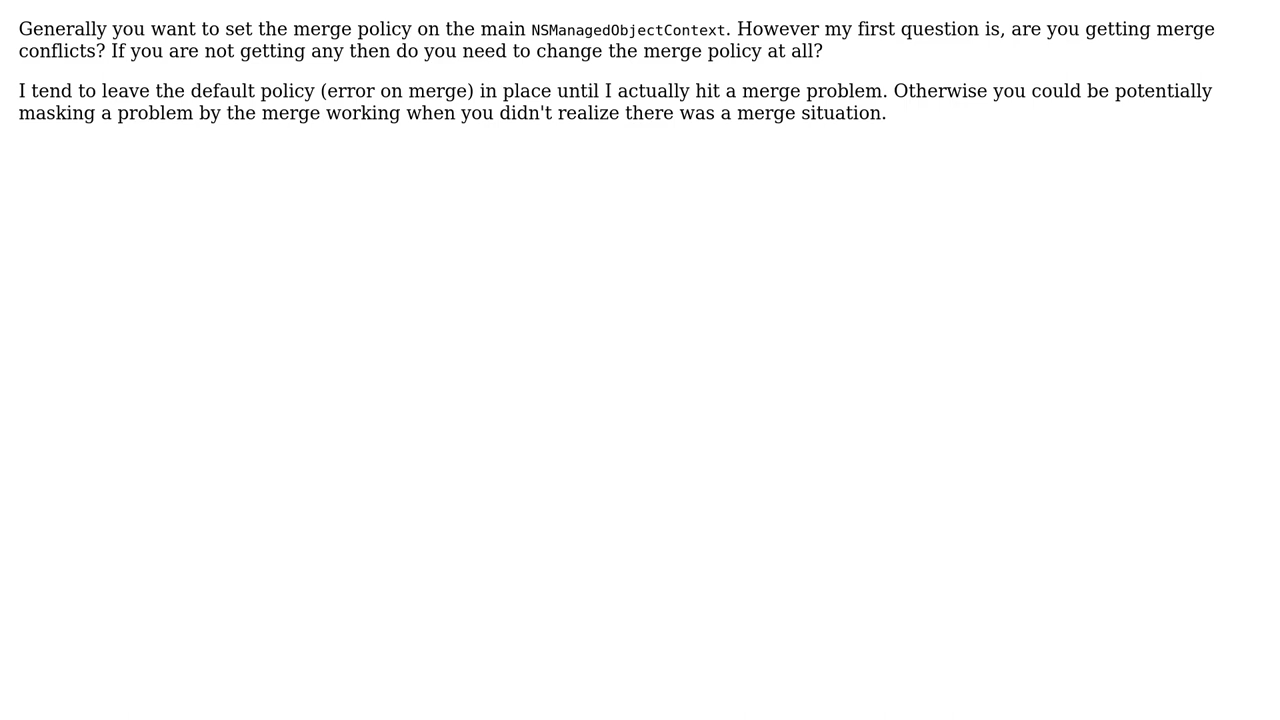 Generally you want to set the merge policy on the main NSManagedObjectContext. However my first question is, are you getting merge
conflicts? If you are not getting any then do you need to change the merge policy at all?
I tend to leave the default policy (error on merge) in place until I actually hit a merge problem. Otherwise you could be potentially
masking a problem by the merge working when you didn't realize there was a merge situation.